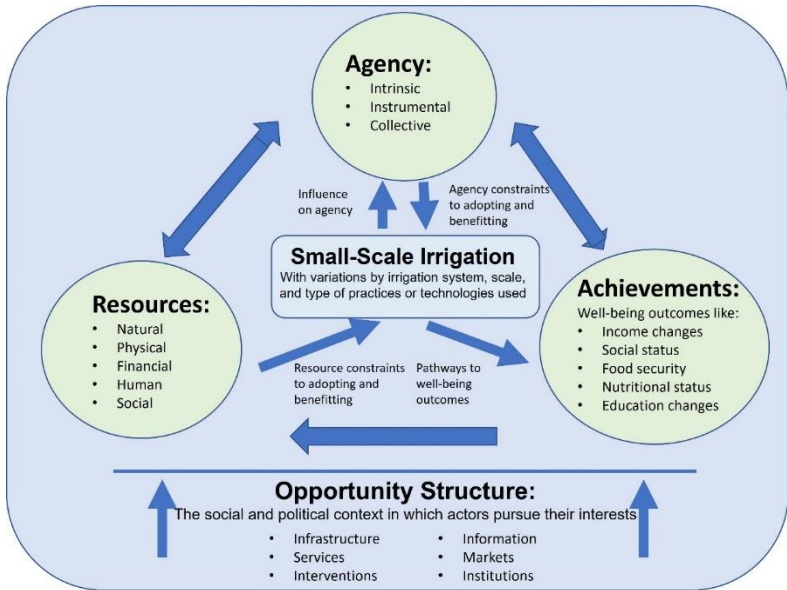 Agency:
• Intrinsic
• Instrumental
• Collective
Influence
on agency
Agency constraints
to adopting and
benefitting
Small-Scale Irrigation
With variations by irrigation system, scale,
and type of practices or technologies used
Resources:
• Natural
• Physical
• Financial
• Human
• Social
Achievements:
Well-being outcomes like:
• Income changes
• Social status
• Food security
• Nutritional status
• Education changes
Resource constraints
to adopting and
benefitting
Pathways to
well-being
outcomes
Opportunity Structure:
The social and political context in which actors pursue their interests
• Infrastructure
• Services
• Interventions
• Information
• Markets
• Institutions